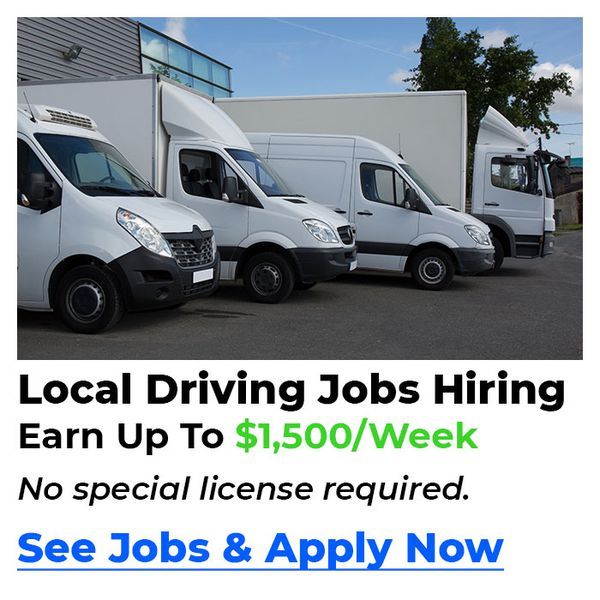 Local Driving Jobs Hiring
Earn Up To $1,500/Week
No special license required.
See Jobs & Apply Now